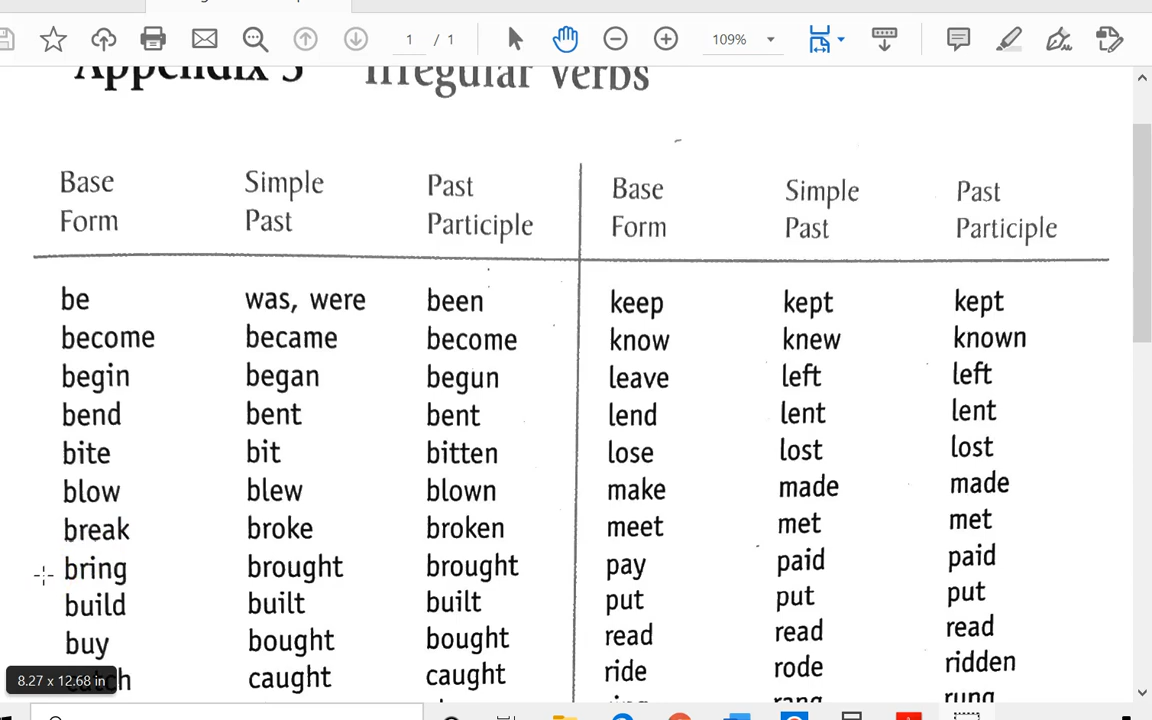 1 / 1
109%
Appendix 3 Irregular Verbs
Base Simple Past Base Simple Past
Form Past Participle Form Past Participle
be was, were been keep kept kept
become became become know knew known
begin began begun leave left left
bend bent bent lend lent lent
bite bit bitten lose lost lost
blow blew blown make made made
break broke broken meet met met
bring brought brought pay paid paid
build built built put put put
buy bought bought read read read
catch caught caught ride rode ridden
8.27 x 12.68 in
rang rung